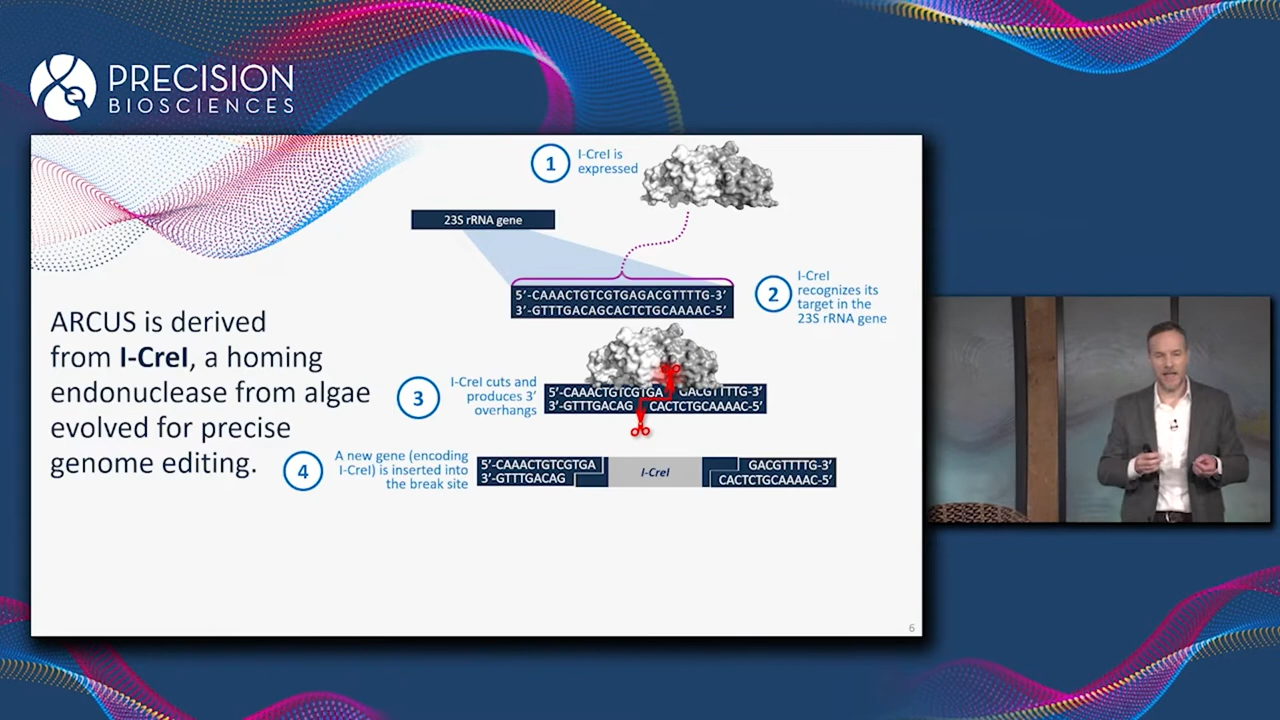 PRECISION
BIOSCIENCES
1
I-CreI is
expressed
23S rRNA gene
5'-CAAACTGTCGTGAGACGTTTTG-3'
3'-GTTTGACAGCACTCTGCAAAAC-5'
2
I-CreI
recognizes its
target in the
23S rRNA gene
ARCUS is derived
from I-CreI, a homing
endonuclease from algae
evolved for precise
genome editing.
3
I-CreI cuts and
produces 3'
overhangs
5'-CAAACTGTCGTGA GACGTTTTG-3'
3'-GTTTGACAG CACTCTGCAAAAC-5'
4
A new gene (encoding
I-CreI) is inserted into
the break site
5'-CAAACTGTCGTGA
3'-GTTTGACAG
I-CreI
GACGTTTTG-3'
CACTCTGCAAAAC-5'
6